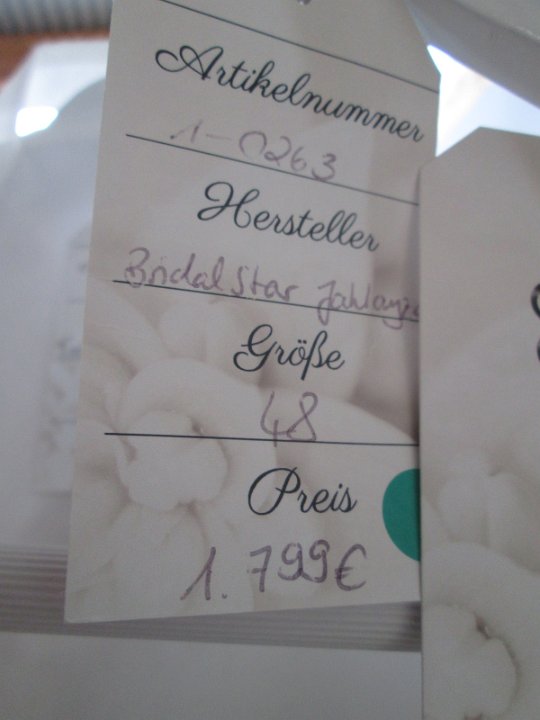 Artikelnummer
1-0263
Hersteller
Bridal Star
Größe
48
Preis
1.799€